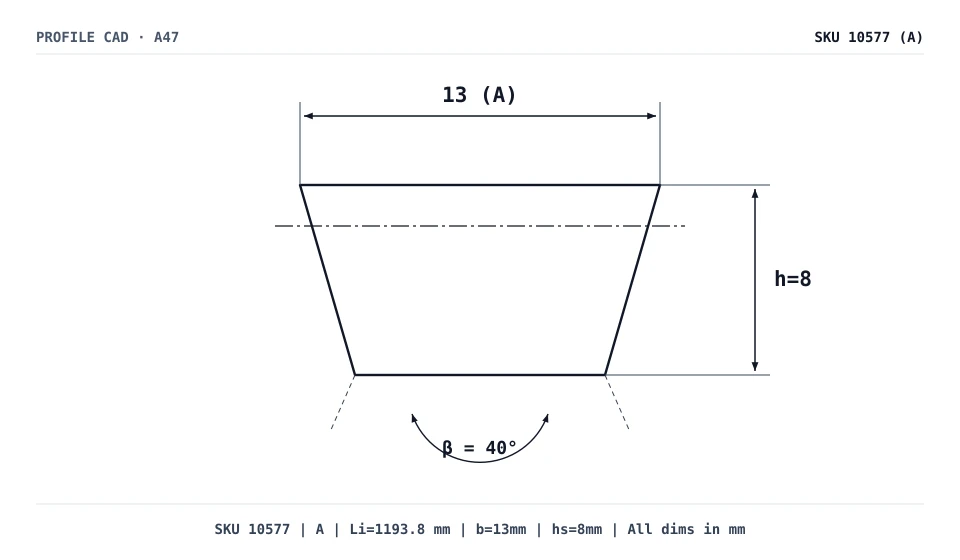 PROFILE CAD · A47
SKU 10577 (A)
13 (A)
h=8
β = 40°
SKU 10577 | A | Li=1193.8 mm | b=13mm | hs=8mm | All dims in mm